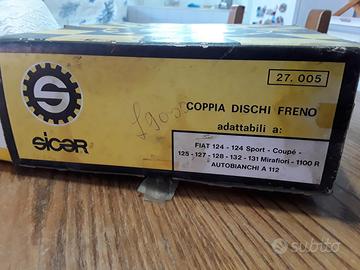 27.005
COPPIA DISCHI FRENO
adattabili a:
sicer
FIAT 124 - 124 Sport - Coupé -
125 - 127 - 128 - 132 - 131 Mirafiori - 1100 R
AUTOBIANCHI A 112
subito